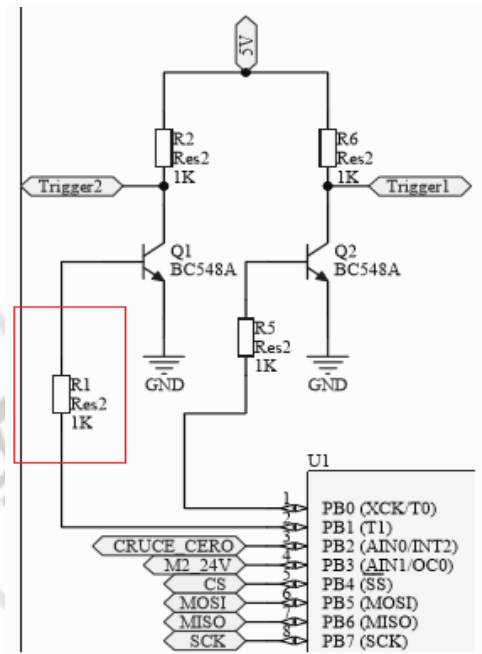 5V
R2
Res2
1K
R6
Res2
1K
Trigger2
Trigger1
Q1
BC548A
Q2
BC548A
R5
Res2
1K
GND
GND
R1
Res2
1K
U1
1
PB0 (XCK/T0)
2
PB1 (T1)
CRUCE_CERO
3
PB2 (AIN0/INT2)
M2_24V
4
PB3 (AIN1/OC0)
CS
5
PB4 (SS)
MOSI
6
PB5 (MOSI)
MISO
7
PB6 (MISO)
SCK
8
PB7 (SCK)